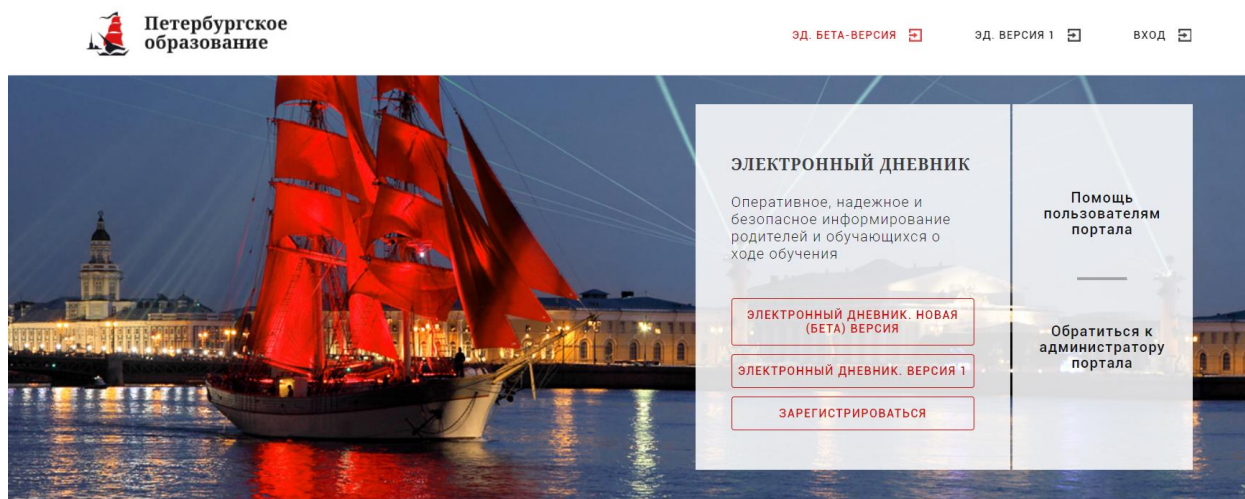 Петербургское
образование
ЭД. БЕТА-ВЕРСИЯ
ЭД. ВЕРСИЯ 1
ВХОД
ЭЛЕКТРОННЫЙ ДНЕВНИК
Оперативное, надежное и
безопасное информирование
родителей и обучающихся о
ходе обучения
ЭЛЕКТРОННЫЙ ДНЕВНИК. НОВАЯ
(БЕТА) ВЕРСИЯ
ЭЛЕКТРОННЫЙ ДНЕВНИК. ВЕРСИЯ 1
ЗАРЕГИСТРИРОВАТЬСЯ
Помощь
пользователям
портала
Обратиться к
администратору
портала